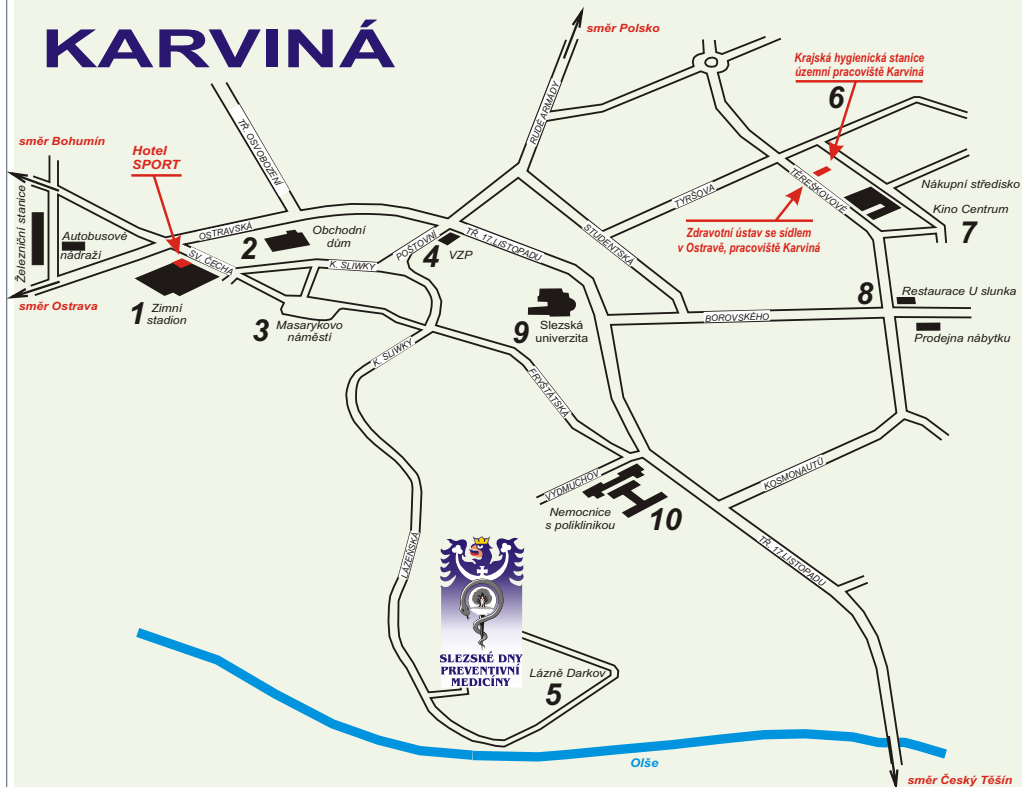 KARVINÁ
směr Polsko
Krajská hygienická stanice
územní pracoviště Karviná
6
RUDÉ ARMÁDY
TŘ. OSVOBOZENÍ
směr Bohumín
Hotel
SPORT
TĚREŠKOVOVÉ
Nákupní středisko
TYRŠOVÁ
Kino Centrum
7
Železniční stanice
Autobusové
nádraží
OSTRAVSKÁ
2
Obchodní
dům
POŠTOVNÍ
4
VZP
TŘ. 17.LISTOPADU
STUDENTSKÁ
Zdravotní ústav se sídlem
v Ostravě, pracoviště Karviná
SV. ČECHA
K. SLIWKY
směr Ostrava
1
Zimní
stadion
3
Masarykovo
náměstí
9
Slezská
univerzita
BOROVSKÉHO
8
Restaurace U slunka
Prodejna nábytku
K. SLIWKY
FRYŠTÁTSKÁ
VYDMUCHOV
KOSMONAUTŮ
Nemocnice
s poliklinikou
10
LÁZEŇSKÁ
TŘ. 17.LISTOPADU
SLEZSKÉ DNY
PREVENTIVNÍ
MEDICÍNY
Lázně Darkov
5
Olše
směr Český Těšín